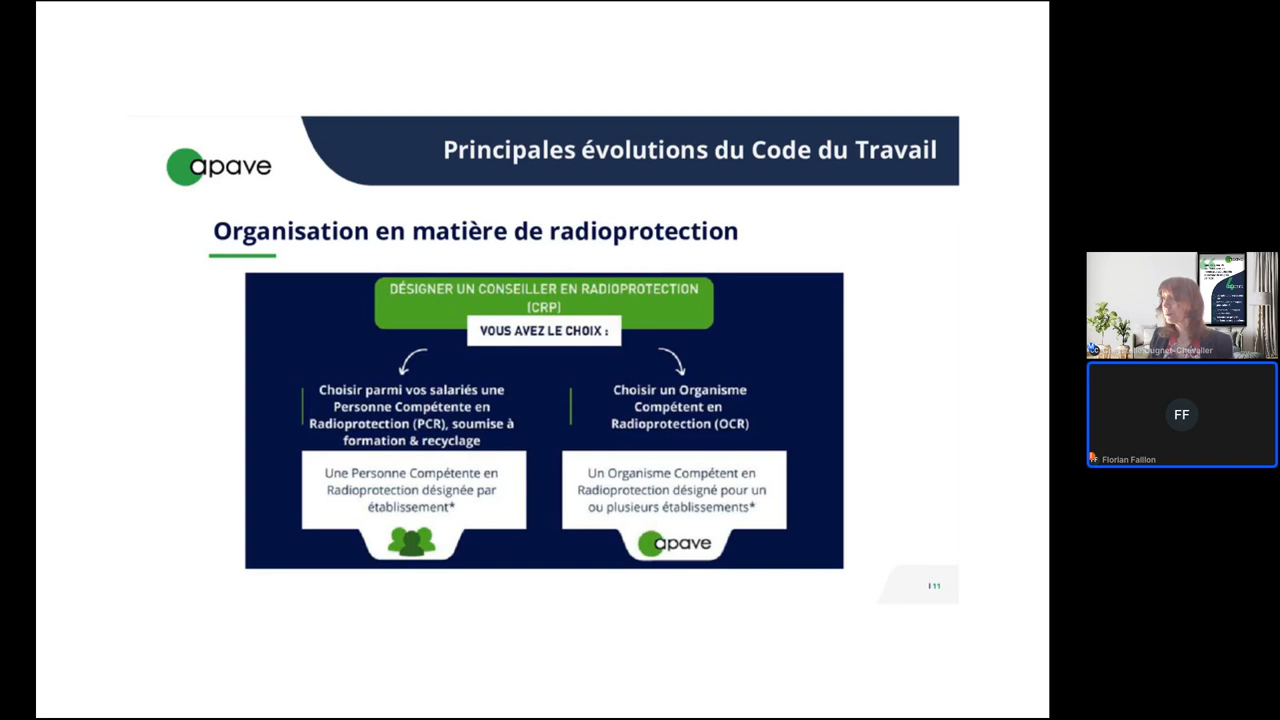 apave
Principales évolutions du Code du Travail
Organisation en matière de radioprotection
DÉSIGNER UN CONSEILLER EN RADIOPROTECTION
(CRP)
VOUS AVEZ LE CHOIX :
Choisir parmi vos salariés une
Personne Compétente en
Radioprotection (PCR), soumise à
formation & recyclage
Une Personne Compétente en
Radioprotection désignée par
établissement*
Choisir un Organisme
Compétent en
Radioprotection (OCR)
Un Organisme Compétent en
Radioprotection désigné pour un
ou plusieurs établissements*
apave
I 11
FF
Florian Faillon